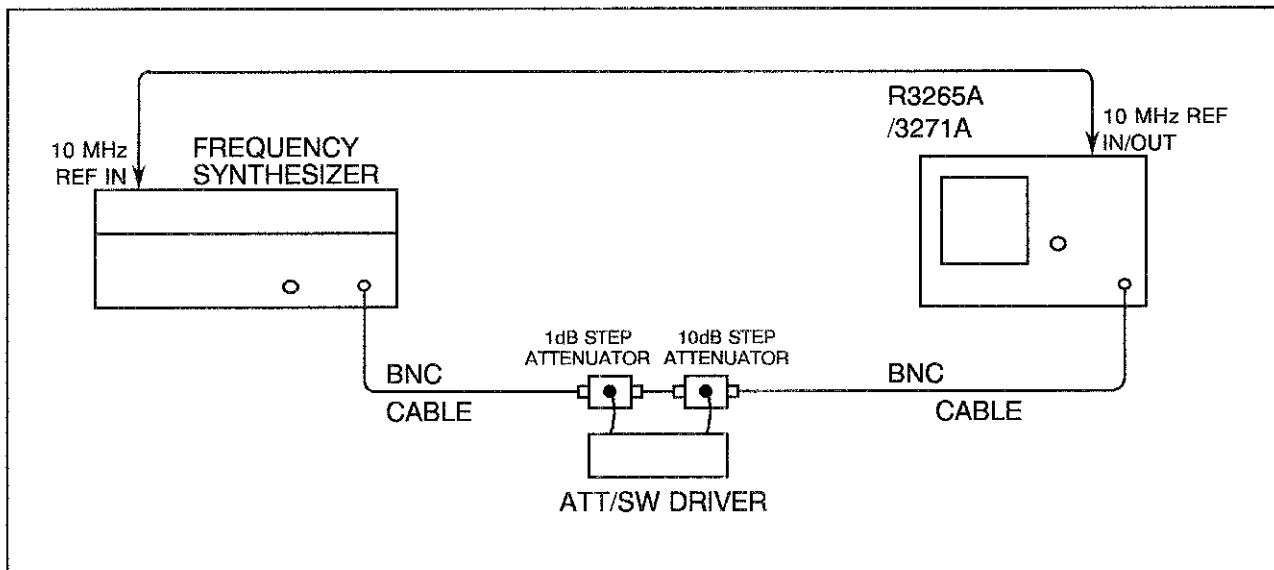 R3265A
/3271A
10 MHz REF
IN/OUT
10 MHz
REF IN
FREQUENCY
SYNTHESIZER
1dB STEP
ATTENUATOR
10dB STEP
ATTENUATOR
BNC
CABLE
BNC
CABLE
ATT/SW DRIVER